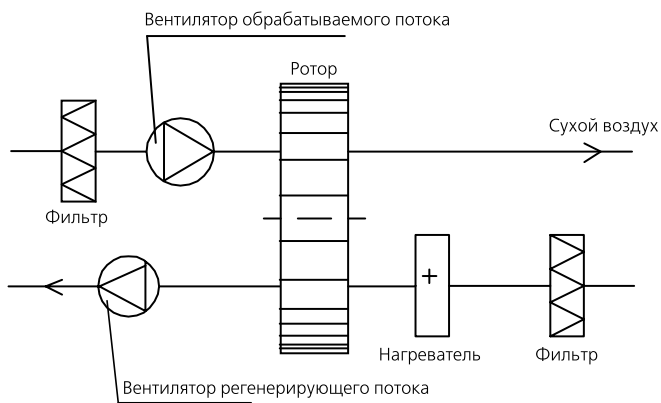 Вентилятор обрабатываемого потока
Ротор
Сухой воздух
Фильтр
+
Нагреватель
Фильтр
Вентилятор регенерирующего потока